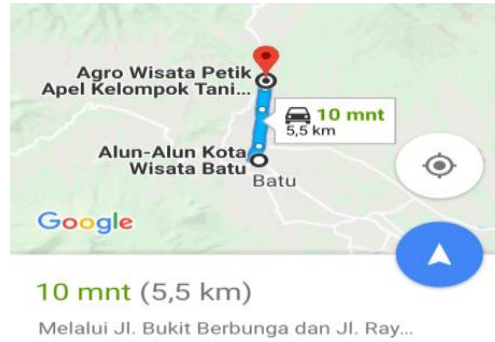 Agro Wisata Petik
Apel Kelompok Tani...
10 mnt
5,5 km
Alun-Alun Kota
Wisata Batu
Batu
Google
10 mnt (5,5 km)
Melalui Jl. Bukit Berbunga dan Jl. Ray...